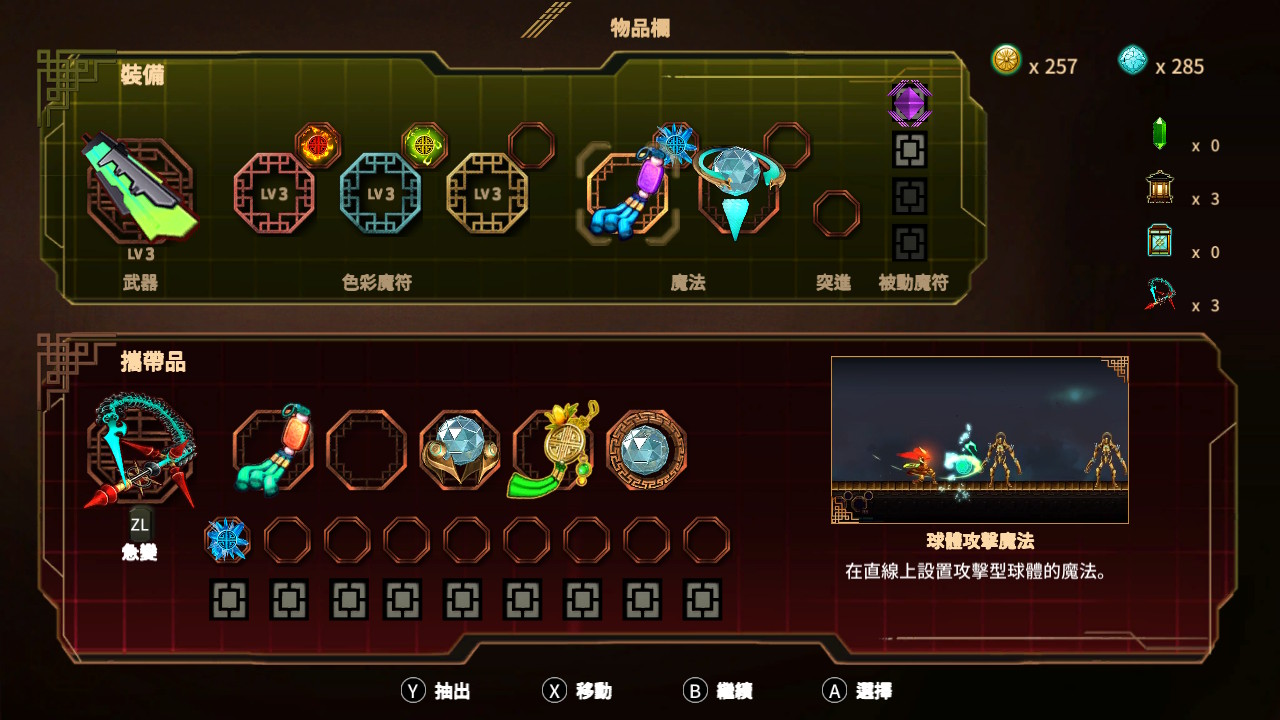 物品欄
裝備
x 257
x 285
LV 3
LV 3
LV 3
LV 3
武器
色彩魔符
魔法
突進
被動魔符
x 0
x 3
x 0
x 3
攜帶品
ZL
急變
球體攻擊魔法
在直線上設置攻擊型球體的魔法。
Y 抽出
X 移動
B 繼續
A 選擇